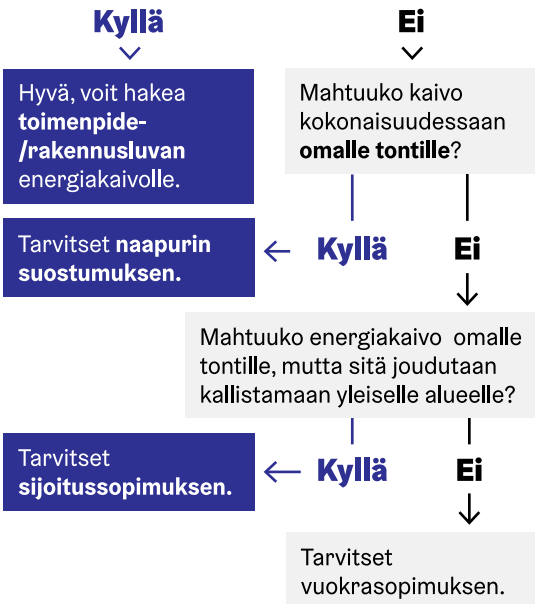 Kyllä
Ei
Hyvä, voit hakea
toimenpide-
/rakennusluvan
energiakaivolle.
Mahtuuko kaivo
kokonaisuudessaan
omalle tontille?
Tarvitset naapurin
suostumuksen.
Kyllä
Ei
Mahtuuko energiakaivo omalle
tontille, mutta sitä joudutaan
kallistamaan yleiselle alueelle?
Tarvitset
sijoitussopimuksen.
Kyllä
Ei
Tarvitset
vuokrasopimuksen.